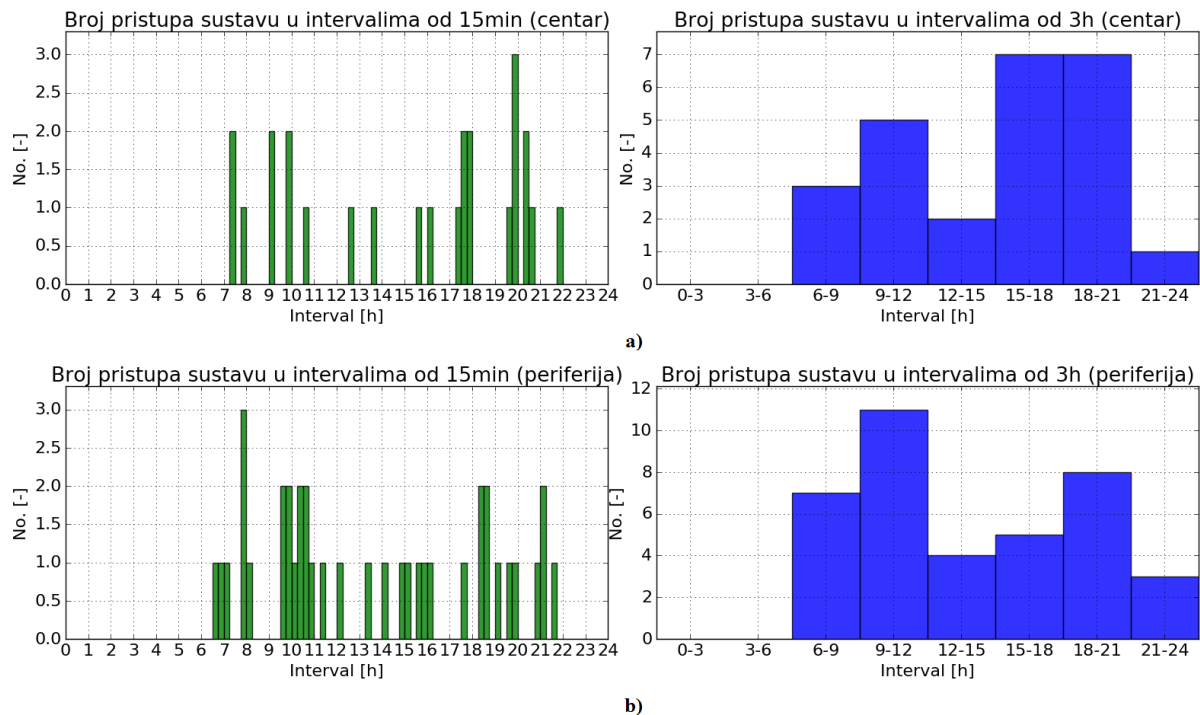 Broj pristupa sustavu u intervalima od 15min (centar)
No. [-]
3.0
2.5
2.0
1.5
1.0
0.5
0.0
0 1 2 3 4 5 6 7 8 9 10 11 12 13 14 15 16 17 18 19 20 21 22 23 24
Interval [h]
Broj pristupa sustavu u intervalima od 3h (centar)
No. [-]
7
6
5
4
3
2
1
0
0-3 3-6 6-9 9-12 12-15 15-18 18-21 21-24
Interval [h]
a)
Broj pristupa sustavu u intervalima od 15min (periferija)
No. [-]
3.0
2.5
2.0
1.5
1.0
0.5
0.0
0 1 2 3 4 5 6 7 8 9 10 11 12 13 14 15 16 17 18 19 20 21 22 23 24
Interval [h]
Broj pristupa sustavu u intervalima od 3h (periferija)
No. [-]
12
10
8
6
4
2
0
0-3 3-6 6-9 9-12 12-15 15-18 18-21 21-24
Interval [h]
b)